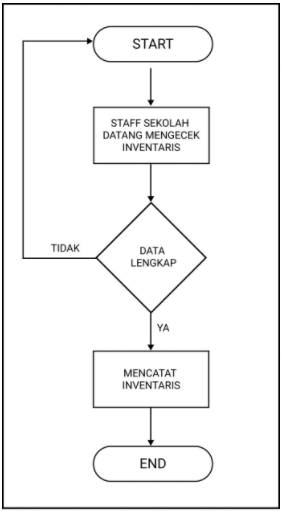 START
STAFF SEKOLAH
DATANG MENGECEK
INVENTARIS
DATA
LENGKAP
TIDAK
YA
MENCATAT
INVENTARIS
END